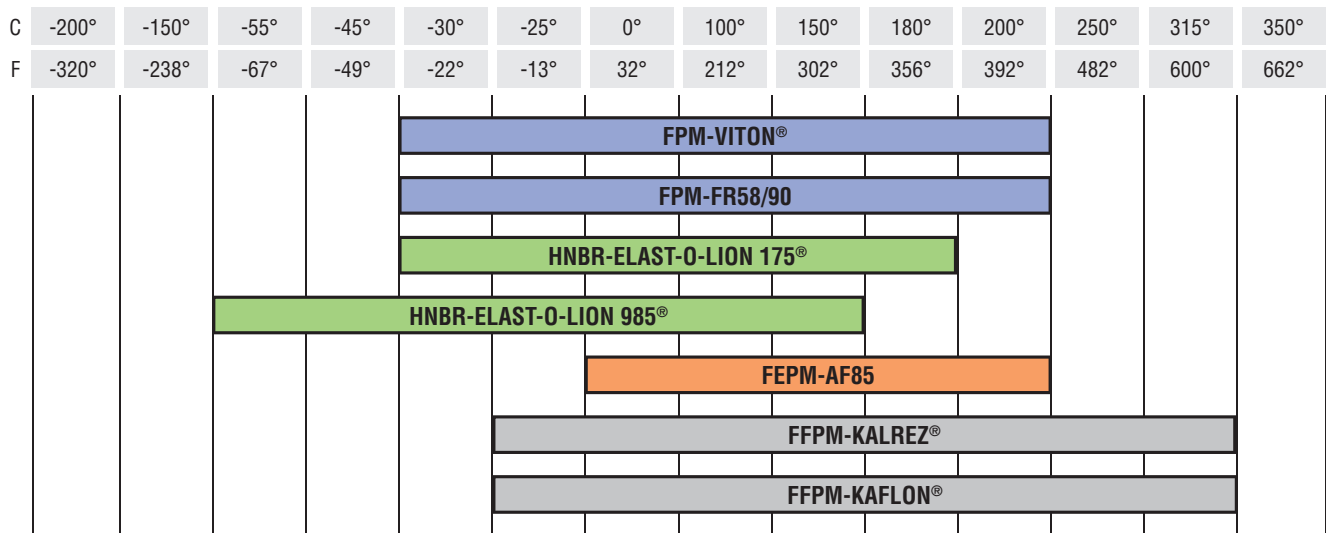 C -200° -150° -55° -45° -30° -25° 0° 100° 150° 180° 200° 250° 315° 350°
F -320° -238° -67° -49° -22° -13° 32° 212° 302° 356° 392° 482° 600° 662°
FPM-VITON®
FPM-FR58/90
HNBR-ELAST-O-LION 175®
HNBR-ELAST-O-LION 985®
FEPM-AF85
FFPM-KALREZ®
FFPM-KAFLON®